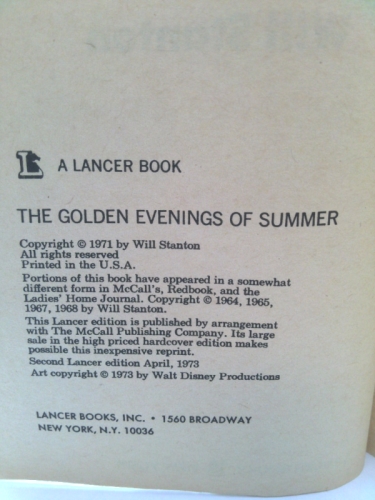 Will Stanton
A LANCER BOOK
THE GOLDEN EVENINGS OF SUMMER
Copyright © 1971 by Will Stanton
All rights reserved
Printed in the U.S.A.
Portions of this book have appeared in a somewhat
different form in McCall's, Redbook, and the
Ladies' Home Journal. Copyright © 1964, 1965,
1967, 1968 by Will Stanton.
This Lancer edition is published by arrangement
with The McCall Publishing Company. Its large
sale in the high priced hardcover edition makes
possible this inexpensive reprint.
Second Lancer edition April, 1973
Art copyright © 1973 by Walt Disney Productions
LANCER BOOKS, INC. • 1560 BROADWAY
NEW YORK, N.Y. 10036